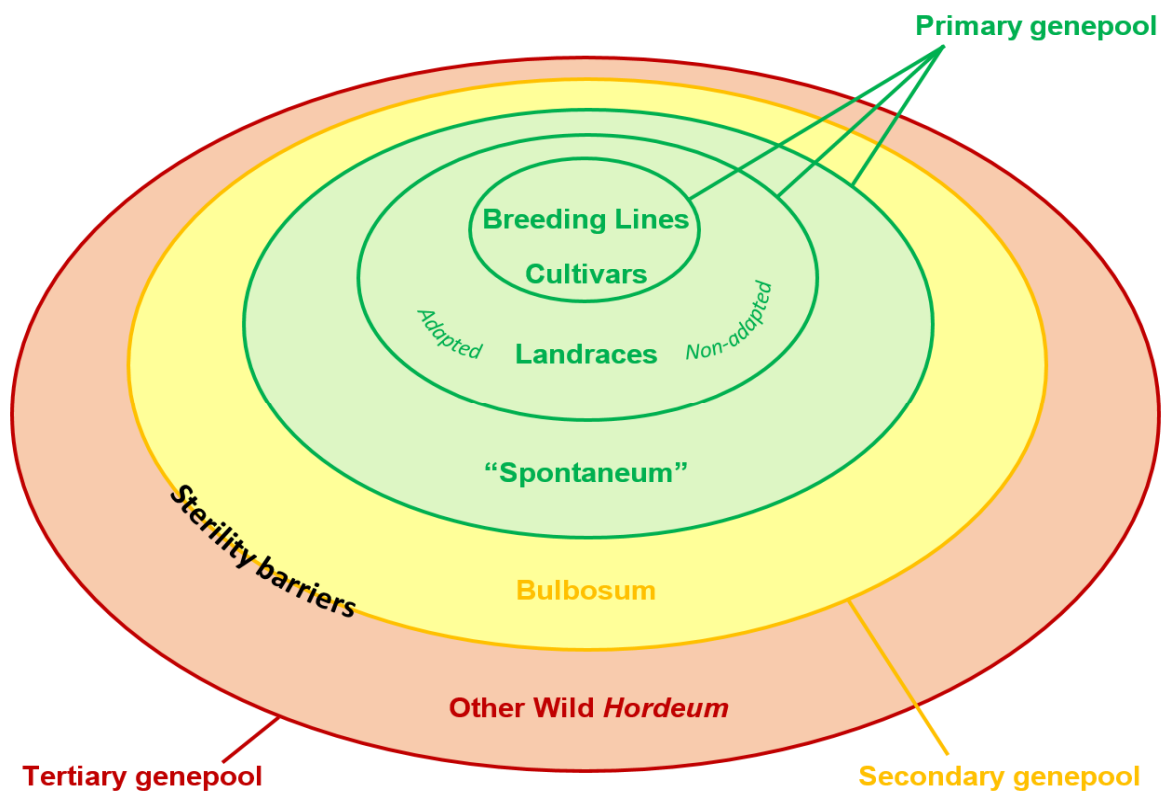 Primary genepool
Breeding Lines
Cultivars
Adapted
Non-adapted
Landraces
“Spontaneum”
Sterility barriers
Bulbosum
Other Wild Hordeum
Tertiary genepool
Secondary genepool